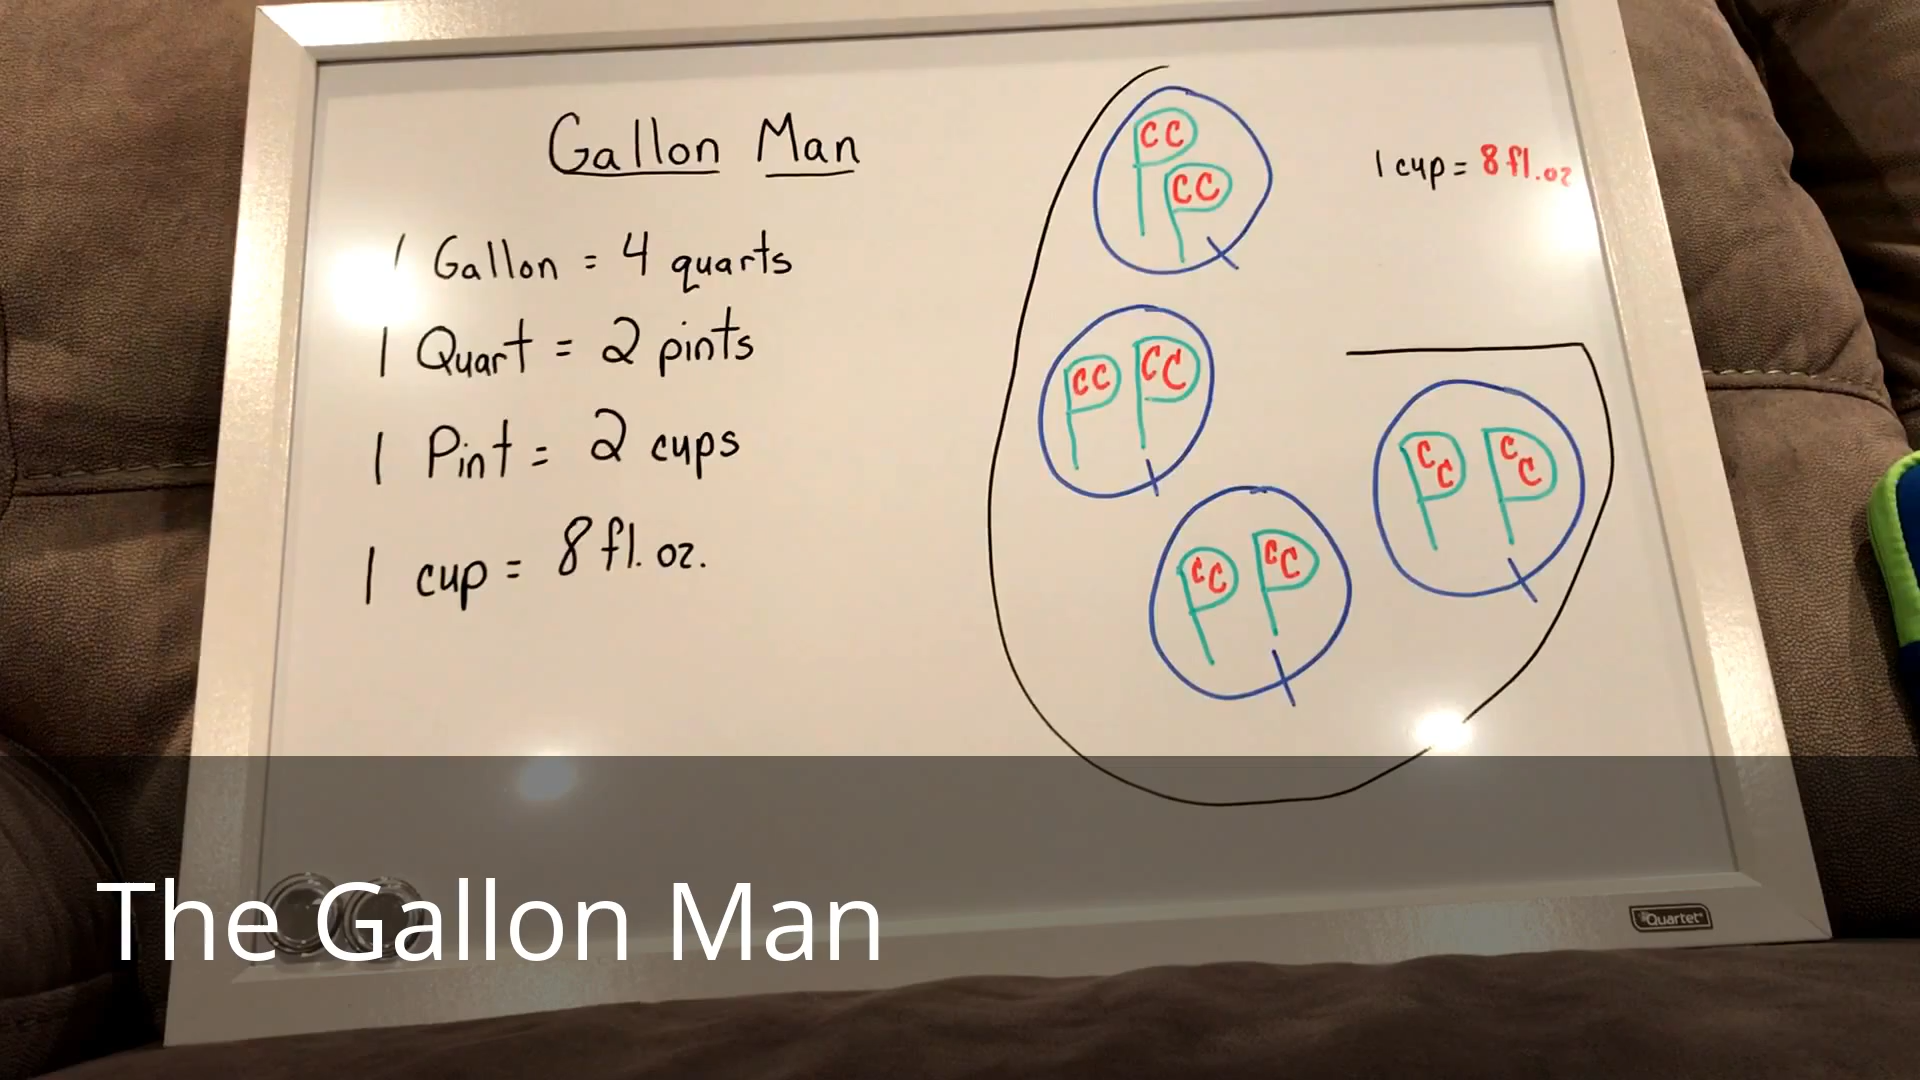 Gallon Man
1 Gallon = 4 quarts
1 Quart = 2 pints
1 Pint = 2 cups
1 cup = 8 fl. oz.
CC
CC
Q
CC CC
Q
CC CC
Q
CC CC
Q
1 cup = 8 fl. oz
The Gallon Man
Quartet